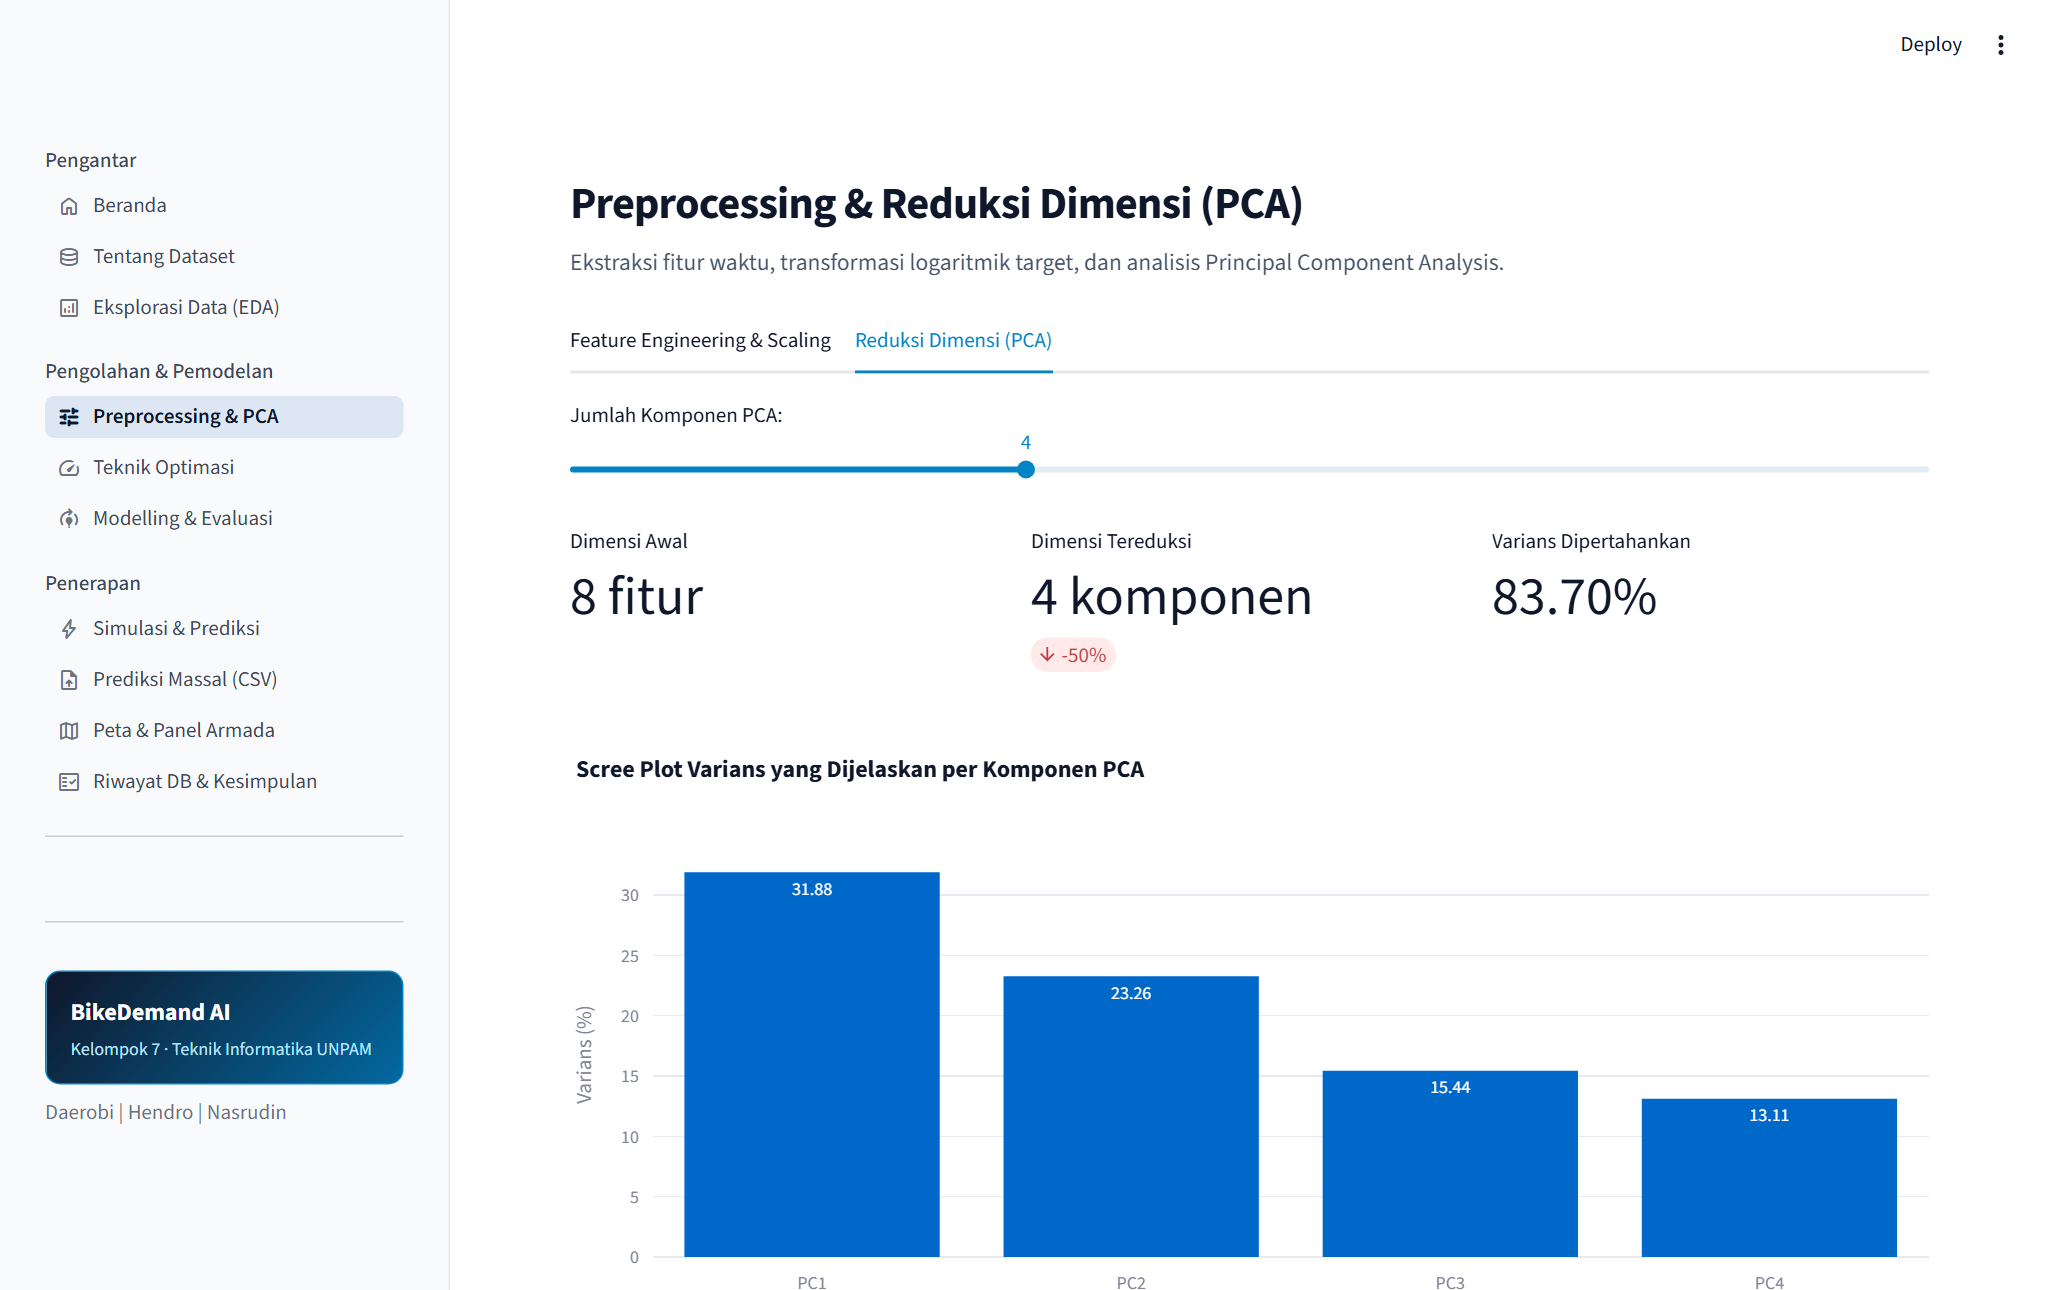 Deploy
Pengantar
Beranda
Tentang Dataset
Eksplorasi Data (EDA)
Pengolahan & Pemodelan
Preprocessing & PCA
Teknik Optimasi
Modelling & Evaluasi
Penerapan
Simulasi & Prediksi
Prediksi Massal (CSV)
Peta & Panel Armada
Riwayat DB & Kesimpulan
BikeDemand AI
Kelompok 7 · Teknik Informatika UNPAM
Daerobi | Hendro | Nasrudin
Preprocessing & Reduksi Dimensi (PCA)
Ekstraksi fitur waktu, transformasi logaritmik target, dan analisis Principal Component Analysis.
Feature Engineering & Scaling Reduksi Dimensi (PCA)
Jumlah Komponen PCA:
4
Dimensi Awal
8 fitur
Dimensi Tereduksi
4 komponen
-50%
Varians Dipertahankan
83.70%
Scree Plot Varians yang Dijelaskan per Komponen PCA
Varians (%)
30
25
20
15
10
5
0
31.88
23.26
15.44
13.11
PC1 PC2 PC3 PC4